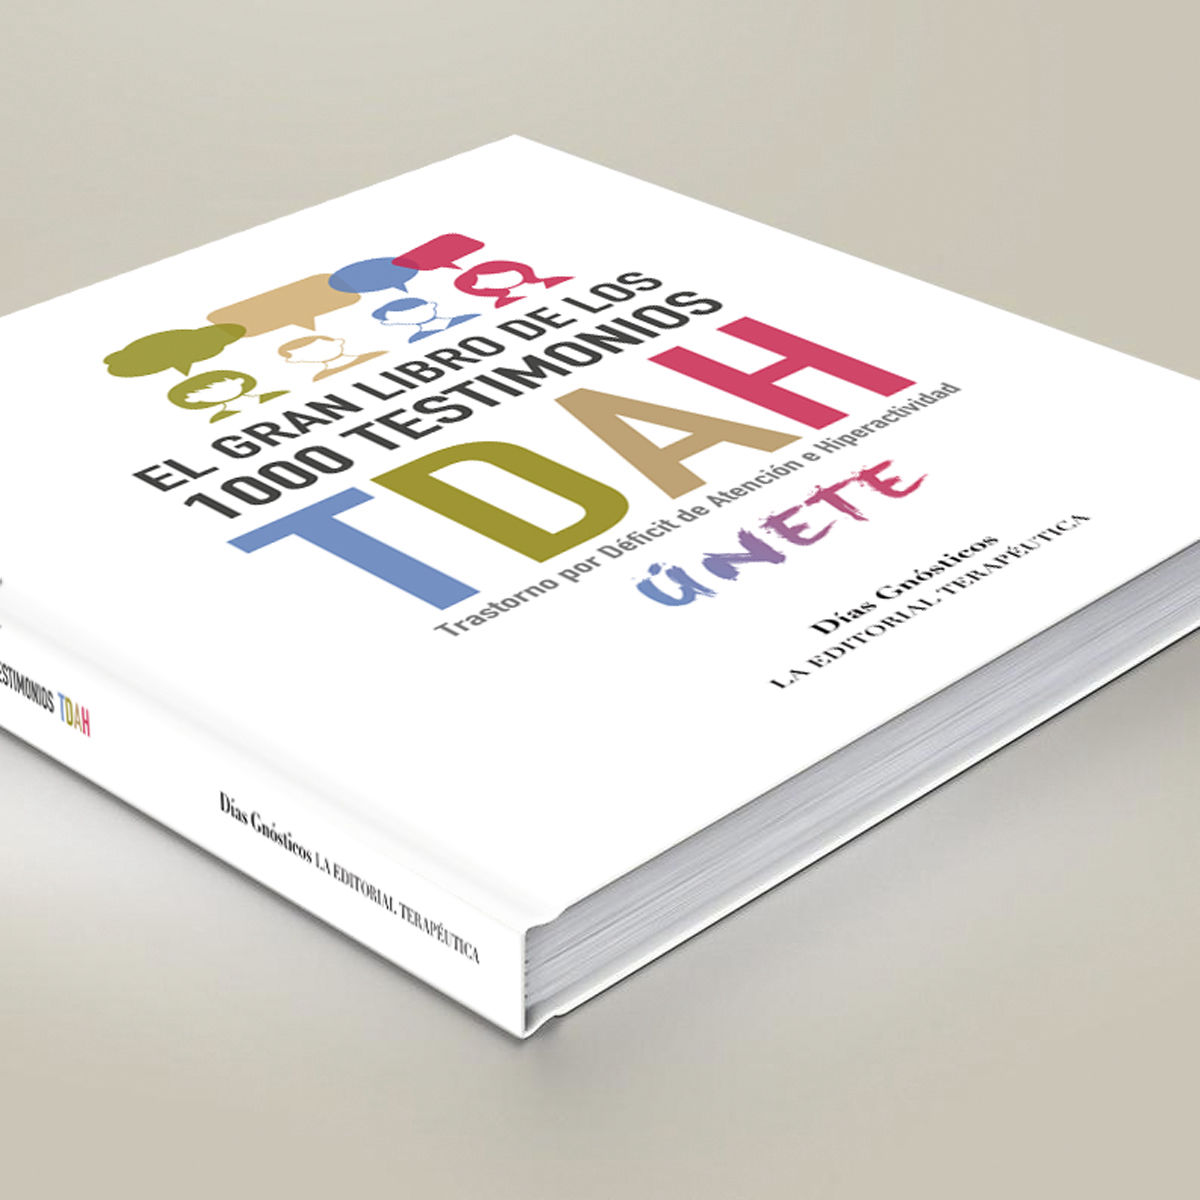 EL GRAN LIBRO DE LOS
1000 TESTIMONIOS
TDAH
Trastorno por Déficit de Atención e Hiperactividad
ÚNETE
Días Gnósticos
LA EDITORIAL TERAPÉUTICA
TDAH
Días Gnósticos LA EDITORIAL TERAPÉUTICA